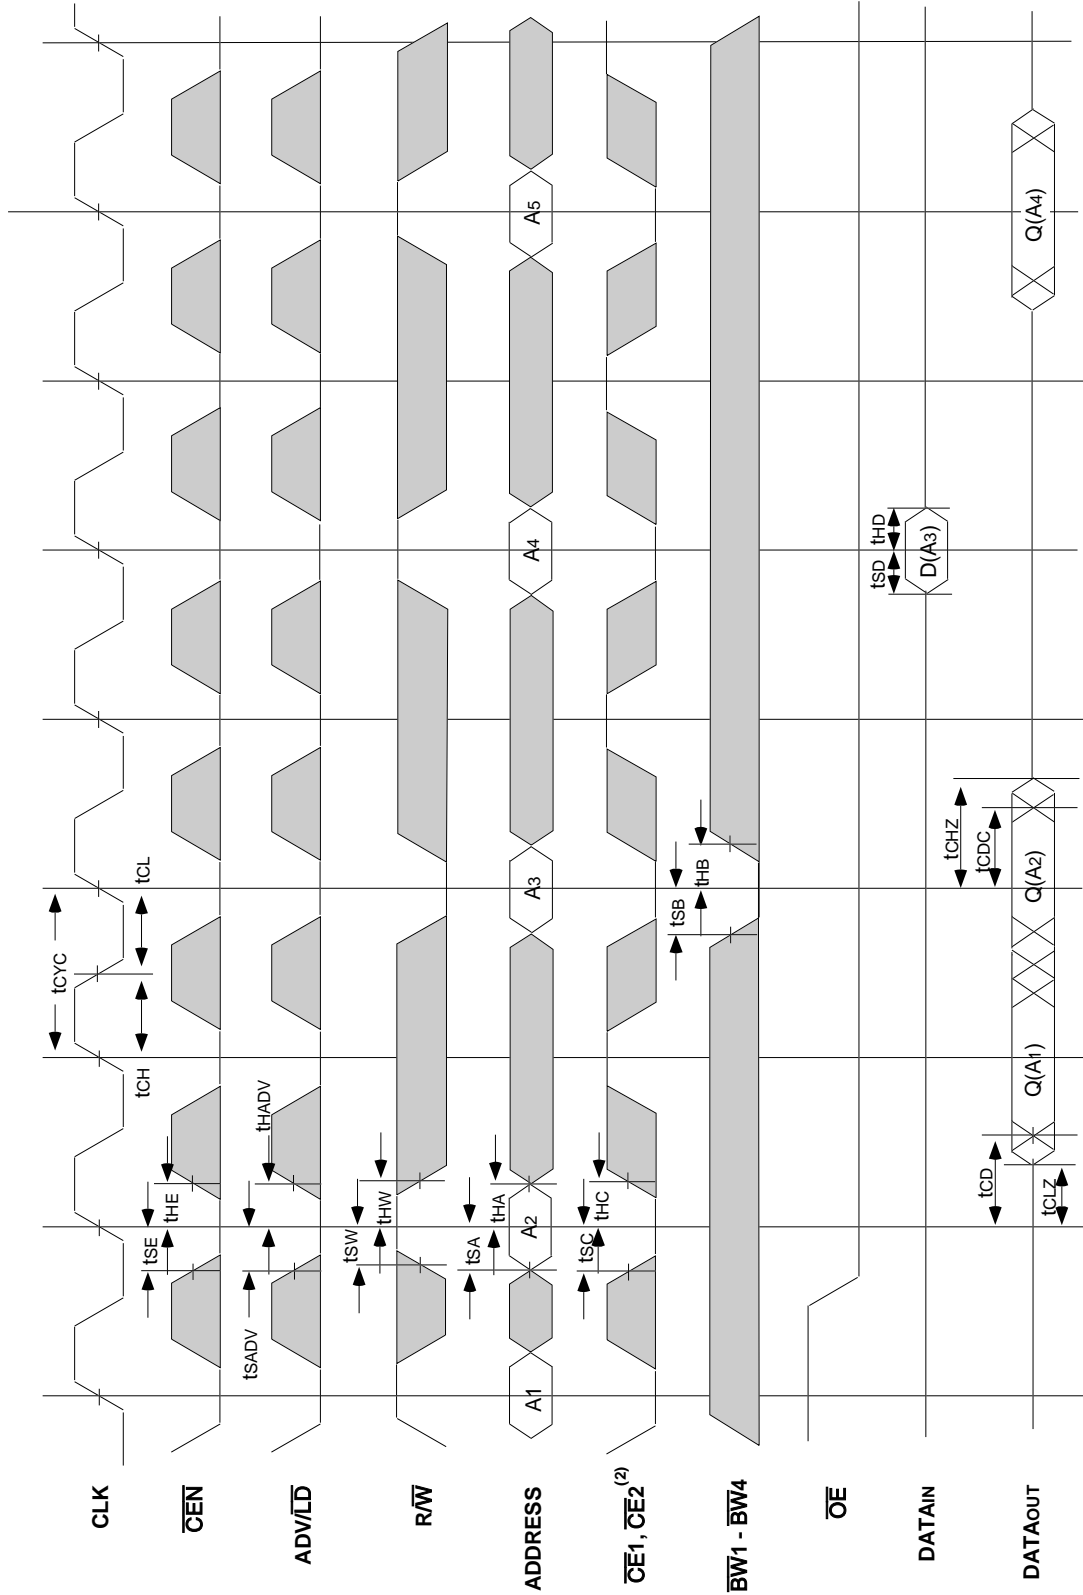 tCYC
tCH
tCL
CLK
tSE
tHE
CEN
tSADV
tHADV
ADV/LD
tSW
tHW
R/W
tSA
tHA
ADDRESS
A1
A2
A3
A4
A5
tSC
tHC
CE1, CE2(2)
tSB
tHB
BW1 - BW4
OE
tSD
tHD
DATAIN
D(A3)
tCD
tCLZ
tCHZ
tCDC
DATAOUT
Q(A1)
Q(A2)
Q(A4)